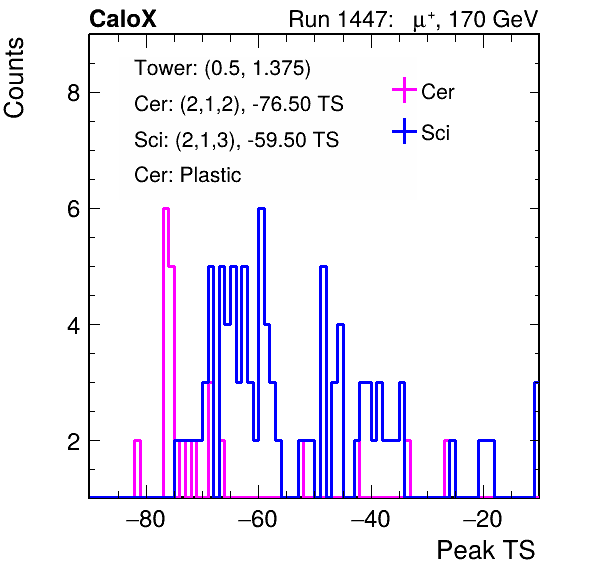 CaloX Run 1447: μ⁺, 170 GeV
Counts
Tower: (0.5, 1.375)
Cer: (2,1,2), -76.50 TS
Sci: (2,1,3), -59.50 TS
Cer: Plastic
Cer
Sci
8
6
4
2
−80 −60 −40 −20
Peak TS